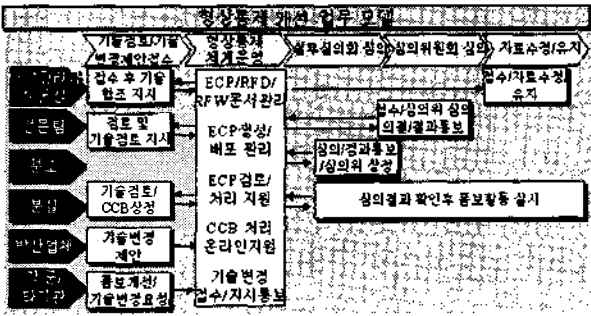 형상통제 개선 업무 모델
기술검토/기술
변경제안접수
형상통제
체계운영
실무심의회 심의
심의위원회 심의
자료수정/유지
접수 후 기술
검토 지시
ECP/RFD/
RFW문서관리
접수/자료수정/
유지
전문팀
검토 및
기술검토 지시
ECP형성/
배포 관리
접수/심의위 심의
의결/결과통보
심의/결과통보
/심의위 상정
분소
본실
기술검토/
CCB상정
ECP검토/
처리 지원
심의결과 확인후 품보활동 실시
방산업체
기술변경
제안
CCB 처리
온라인지원
품보개선/
기술변경요청
기술변경
접수/지시통보